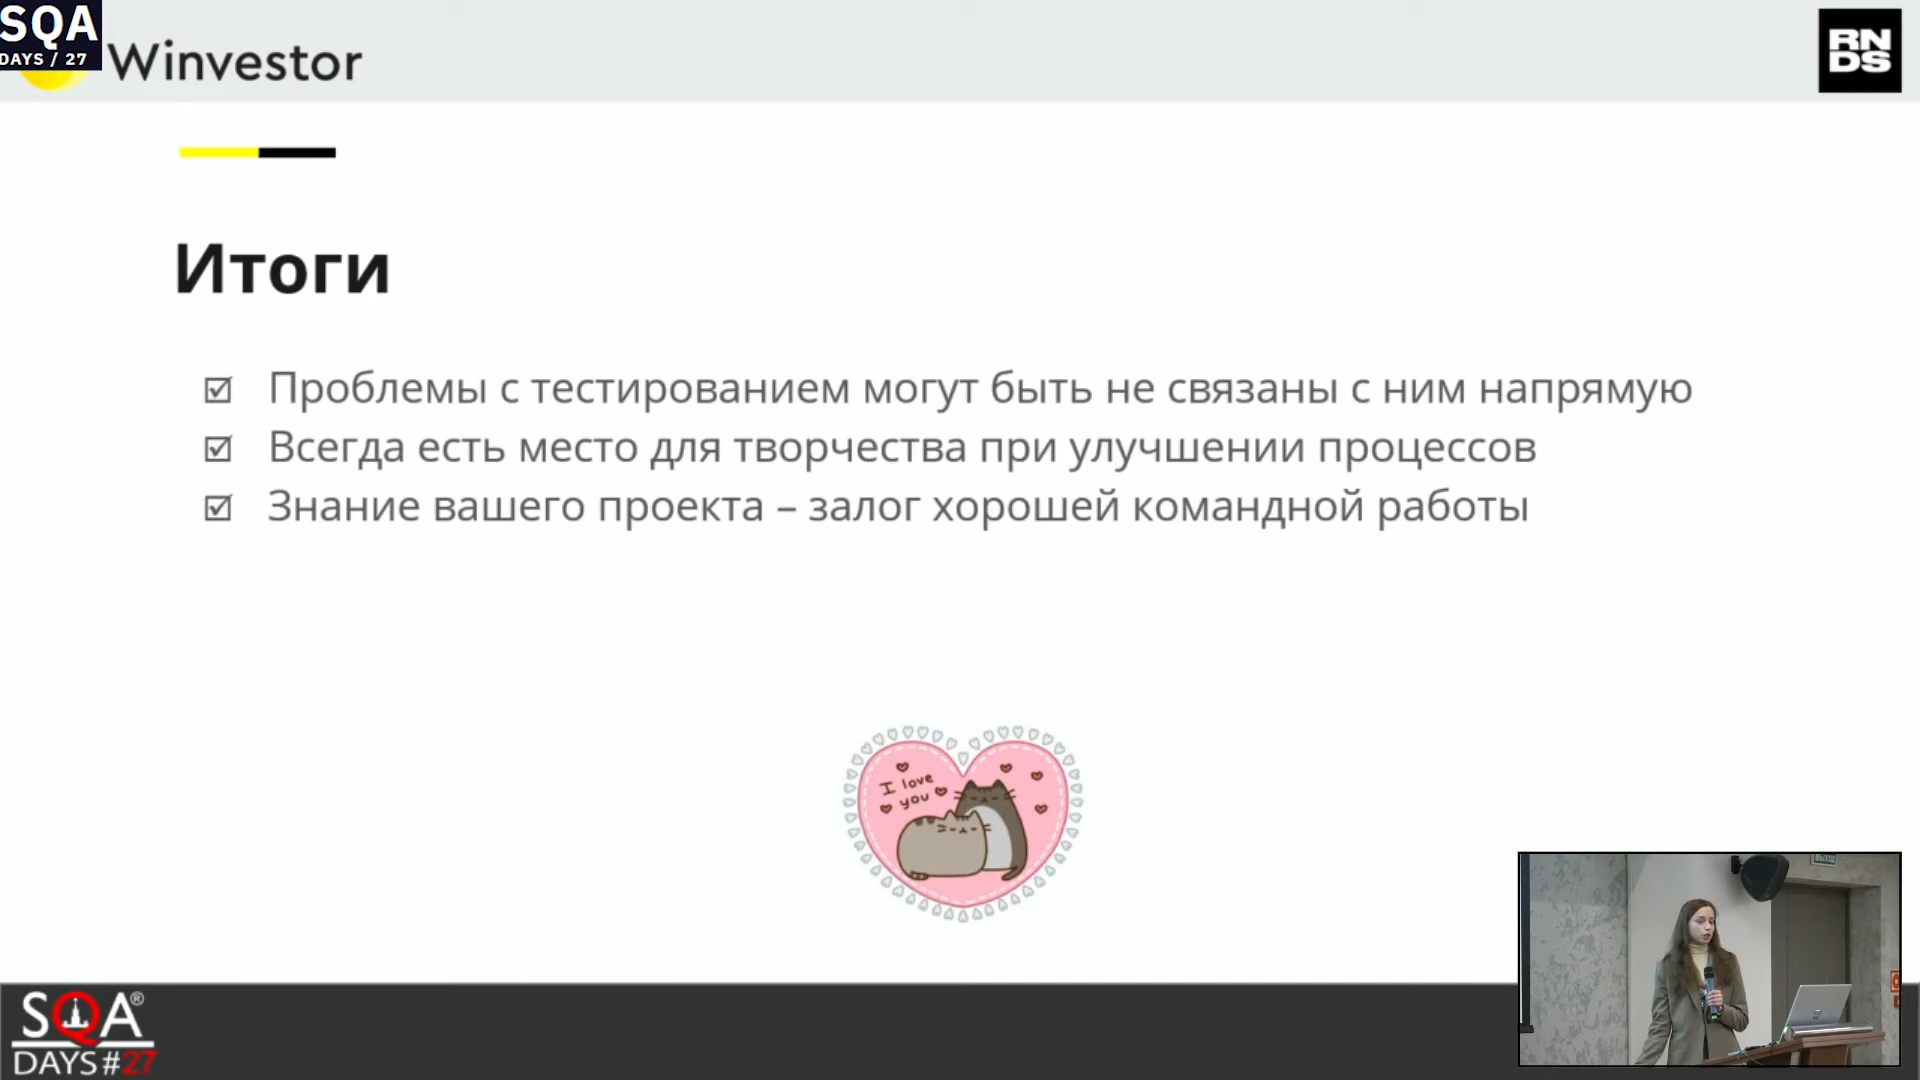 SQA
DAYS / 27
Winvestor
RN
DS
Итоги
Проблемы с тестированием могут быть не связаны с ним напрямую
Всегда есть место для творчества при улучшении процессов
Знание вашего проекта – залог хорошей командной работы
I love
you
ВЫХОД
SQA®
DAYS#27